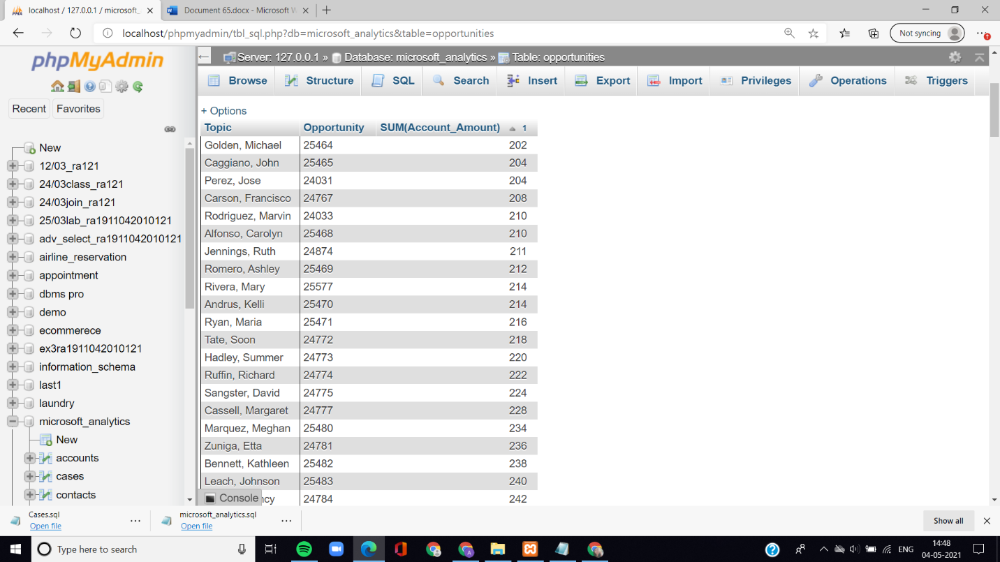 localhost / 127.0.0.1 / microsoft_
Document 65.docx - Microsoft W
localhost/phpmyadmin/tbl_sql.php?db=microsoft_analytics&table=opportunities
Not syncing
phpMyAdmin
Recent
Favorites
New
12/03_ra121
24/03class_ra121
24/03join_ra121
25/03lab_ra1911042010121
adv_select_ra1911042010121
airline_reservation
appointment
dbms pro
demo
ecommerece
ex3ra1911042010121
information_schema
last1
laundry
microsoft_analytics
New
accounts
cases
contacts
Server: 127.0.0.1 » Database: microsoft_analytics » Table: opportunities
Browse Structure SQL Search Insert Export Import Privileges Operations Triggers
+ Options
Topic Opportunity SUM(Account_Amount) 1
Golden, Michael 25464 202
Caggiano, John 25465 204
Perez, Jose 24031 204
Carson, Francisco 24767 208
Rodriguez, Marvin 24033 210
Alfonso, Carolyn 25468 210
Jennings, Ruth 24874 211
Romero, Ashley 25469 212
Rivera, Mary 25577 214
Andrus, Kelli 25470 214
Ryan, Maria 25471 216
Tate, Soon 24772 218
Hadley, Summer 24773 220
Ruffin, Richard 24774 222
Sangster, David 24775 224
Cassell, Margaret 24777 228
Marquez, Meghan 25480 234
Zuniga, Etta 24781 236
Bennett, Kathleen 25482 238
Leach, Johnson 25483 240
Console 24784 242
Cases.sql
Open file
microsoft_analytics.sql
Open file
Show all
Type here to search
ENG
14:48
04-05-2021